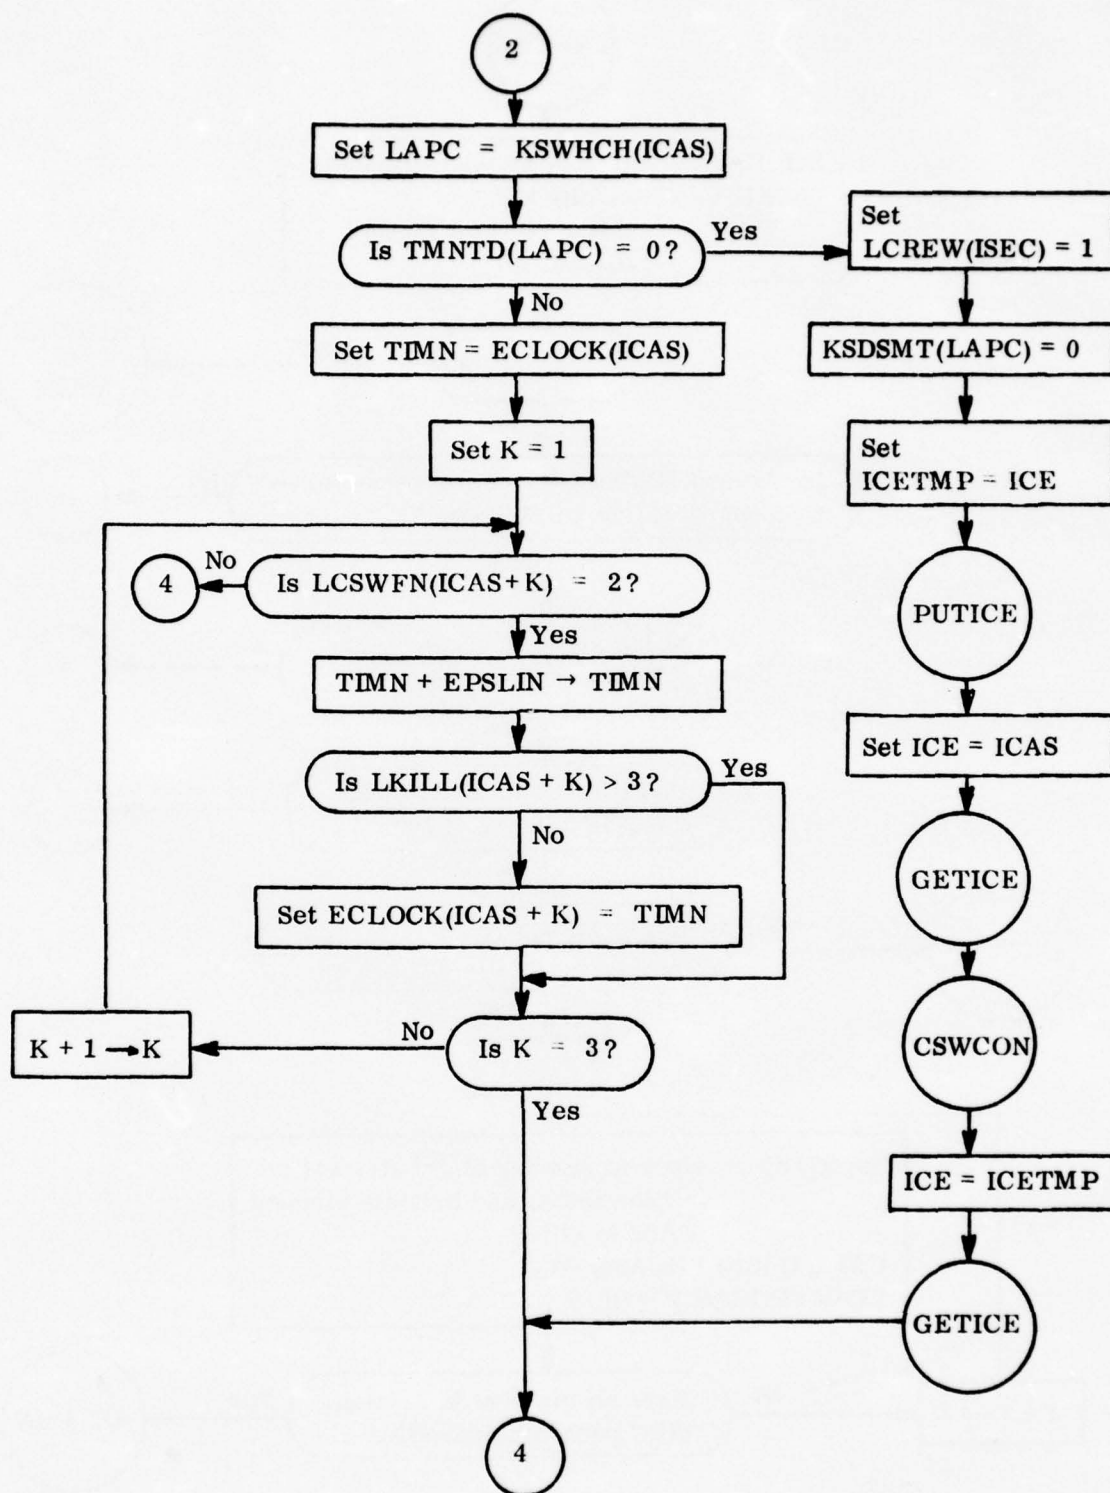 2
Set LAPC = KSWHCH(ICAS)
Is TMNTD(LAPC) = 0?
Yes
No
Set TIMN = ECLOCK(ICAS)
Set K = 1
4
No
Is LCSWFN(ICAS+K) = 2?
Yes
TIMN + EPSLIN → TIMN
Is LKILL(ICAS + K) > 3?
Yes
No
Set ECLOCK(ICAS + K) = TIMN
K + 1 → K
No
Is K = 3?
Yes
4
Set
LCREW(ISEC) = 1
KSDSMT(LAPC) = 0
Set
ICETMP = ICE
PUTICE
Set ICE = ICAS
GETICE
CSWCON
ICE = ICETMP
GETICE